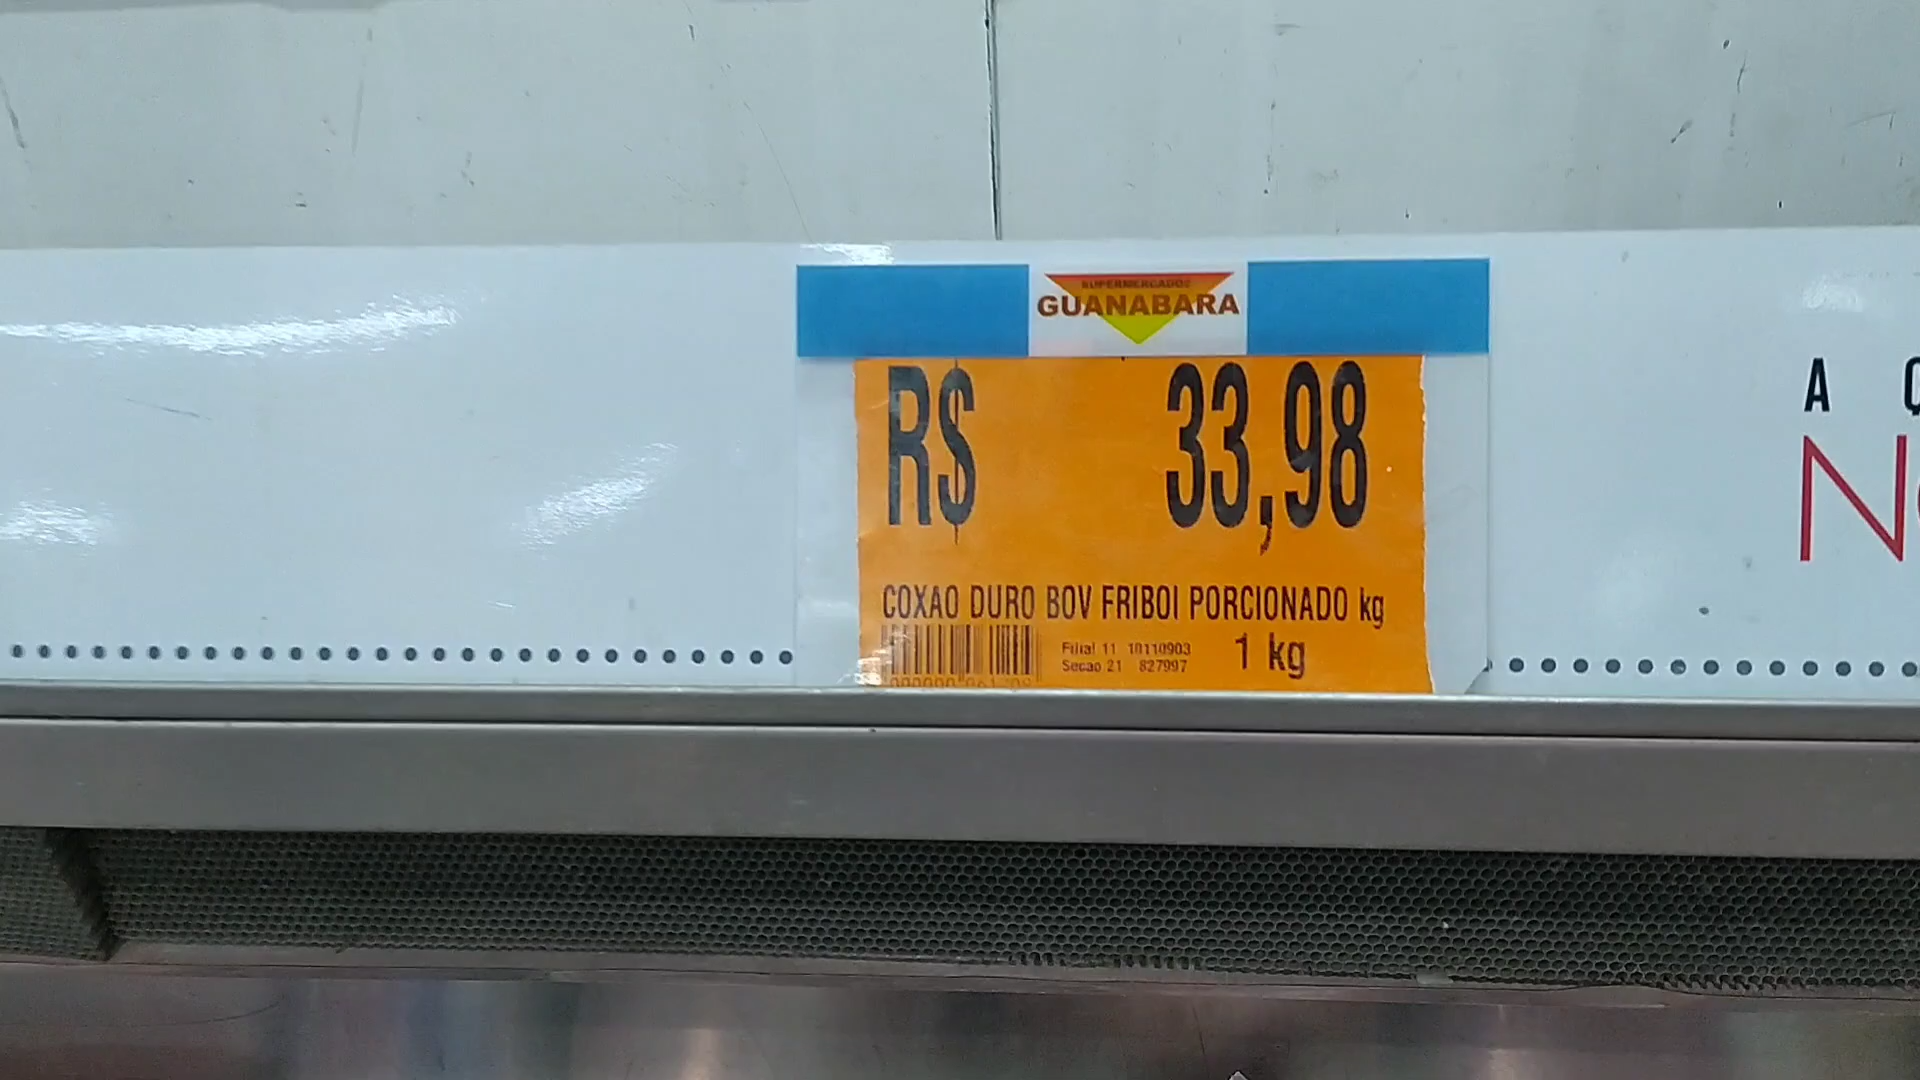 SUPERMERCADOS
GUANABARA
R$ 33,98
COXAO DURO BOV FRIBOI PORCIONADO kg
Filial 11 10110903
Secao 21 827997
1 kg
A
N